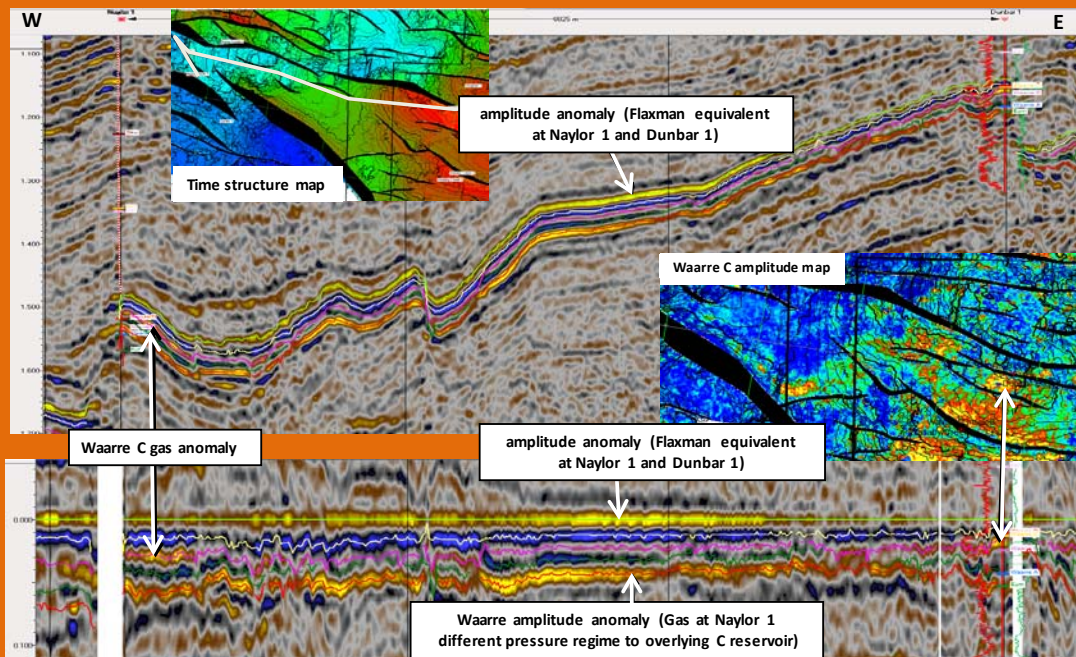 W
Naylor 1
Dunbar 1
E
1.100
1.200
1.300
1.400
1.500
1.600
amplitude anomaly (Flaxman equivalent
at Naylor 1 and Dunbar 1)
Time structure map
Waarre C amplitude map
Waarre C gas anomaly
amplitude anomaly (Flaxman equivalent
at Naylor 1 and Dunbar 1)
0.000
0.100
Waarre amplitude anomaly (Gas at Naylor 1
different pressure regime to overlying C reservoir)